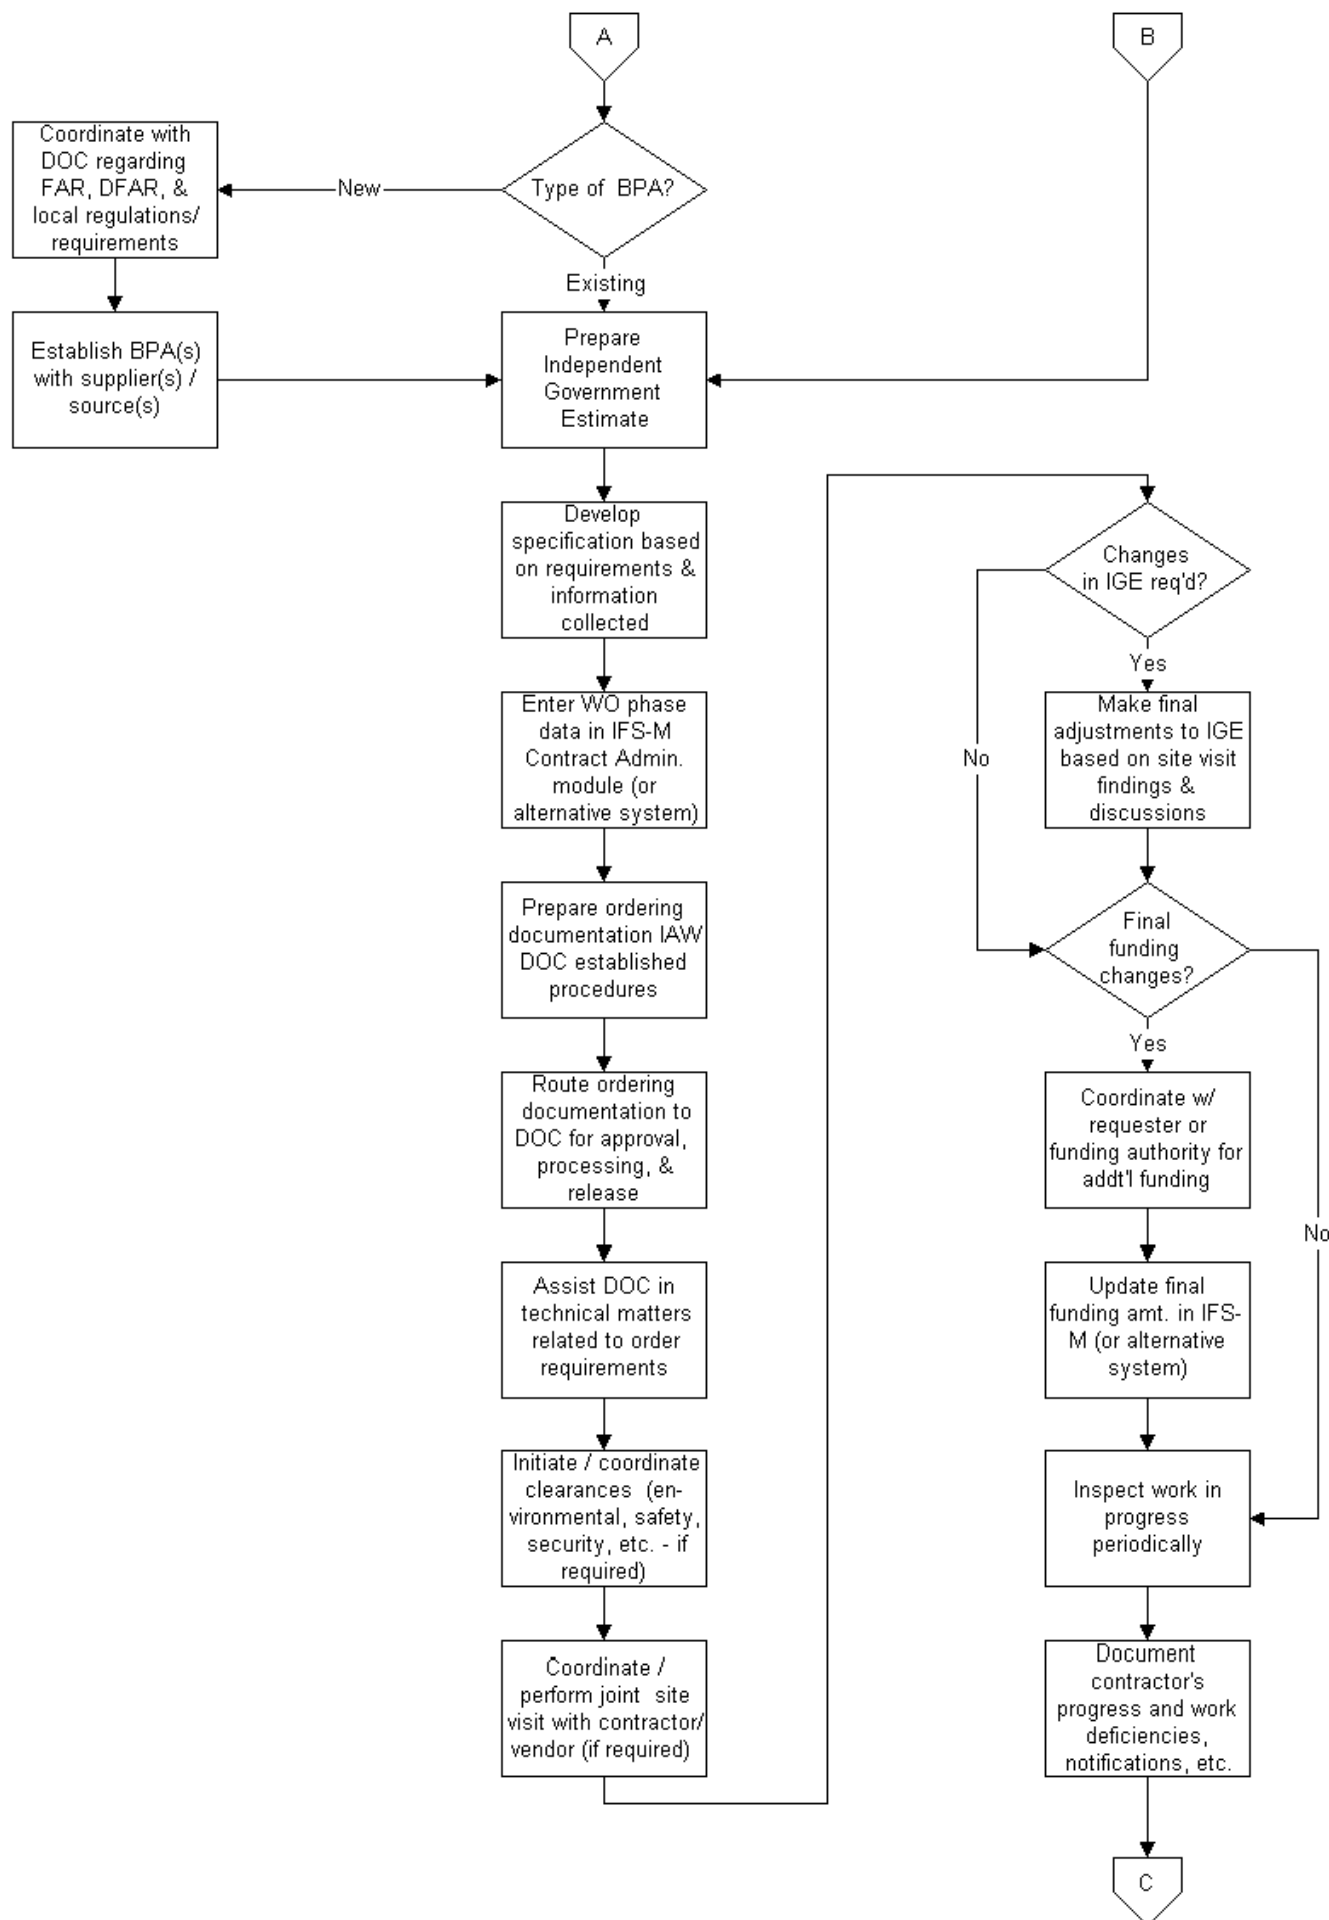 A
B
Coordinate with
DOC regarding
FAR, DFAR, &
local regulations/
requirements
New
Type of BPA?
Existing
Establish BPA(s)
with supplier(s) /
source(s)
Prepare
Independent
Government
Estimate
Develop
specification based
on requirements &
information
collected
Enter WO phase
data in IFS-M
Contract Admin.
module (or
alternative system)
Prepare ordering
documentation IAW
DOC established
procedures
Route ordering
documentation to
DOC for approval,
processing, &
release
Assist DOC in
technical matters
related to order
requirements
Initiate / coordinate
clearances (en-
vironmental, safety,
security, etc. - if
required)
Coordinate /
perform joint site
visit with contractor/
vendor (if required)
Changes
in IGE req'd?
Yes
No
Make final
adjustments to IGE
based on site visit
findings &
discussions
Final
funding
changes?
Yes
No
Coordinate w/
requester or
funding authority for
addt'l funding
Update final
funding amt. in IFS-
M (or alternative
system)
Inspect work in
progress
periodically
Document
contractor's
progress and work
deficiencies,
notifications, etc.
C